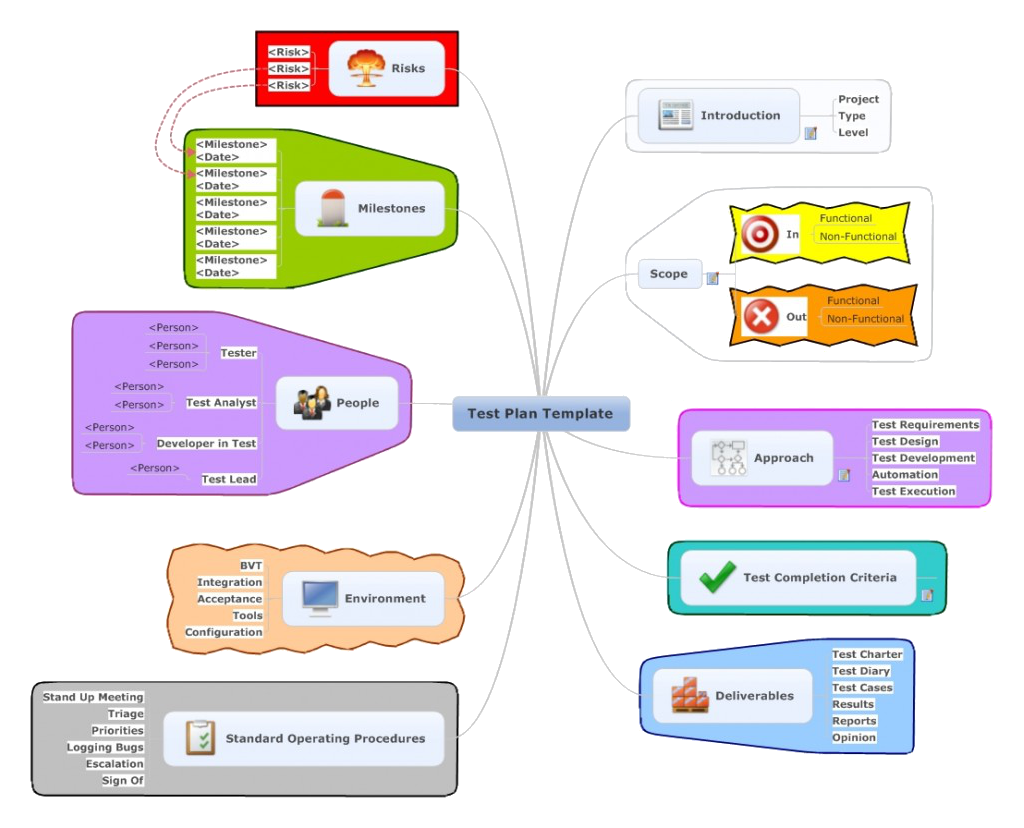 Test Plan Template
Introduction
Project
Type
Level
Scope
In
Functional
Non-Functional
Out
Functional
Non-Functional
Approach
Test Requirements
Test Design
Test Development
Automation
Test Execution
Test Completion Criteria
Deliverables
Test Charter
Test Diary
Test Cases
Results
Reports
Opinion
Risks
<Risk>
<Risk>
<Risk>
Milestones
<Milestone>
<Date>
<Milestone>
<Date>
<Milestone>
<Date>
<Milestone>
<Date>
<Milestone>
<Date>
People
Tester
<Person>
<Person>
<Person>
Test Analyst
<Person>
<Person>
Developer in Test
<Person>
<Person>
Test Lead
<Person>
Environment
BVT
Integration
Acceptance
Tools
Configuration
Standard Operating Procedures
Stand Up Meeting
Triage
Priorities
Logging Bugs
Escalation
Sign Of